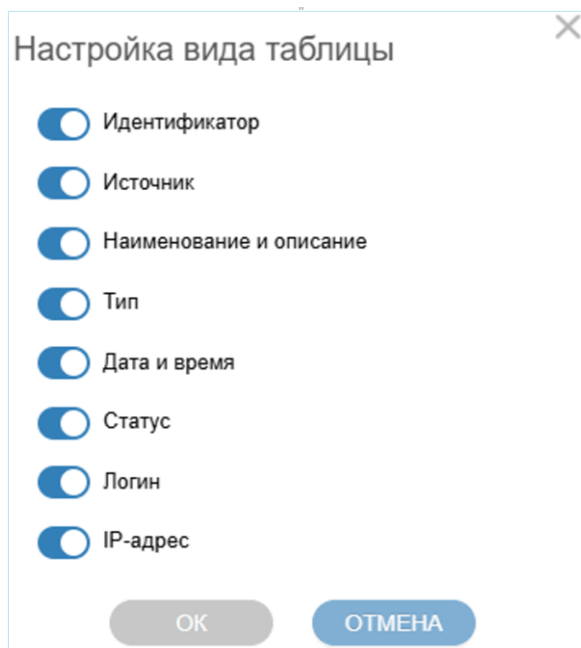 Настройка вида таблицы
Идентификатор
Источник
Наименование и описание
Тип
Дата и время
Статус
Логин
IP-адрес
ОК
ОТМЕНА